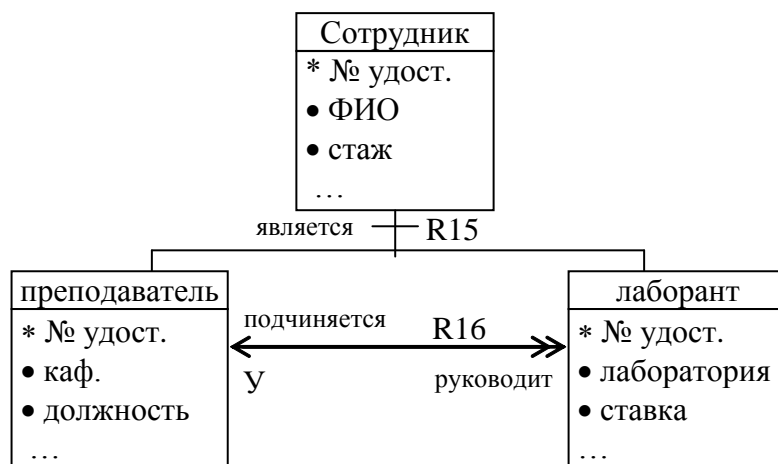 Сотрудник
* № удост.
• ФИО
• стаж
…
является
R15
преподаватель
* № удост.
• каф.
• должность
…
подчиняется
R16
У
руководит
лаборант
* № удост.
• лаборатория
• ставка
…